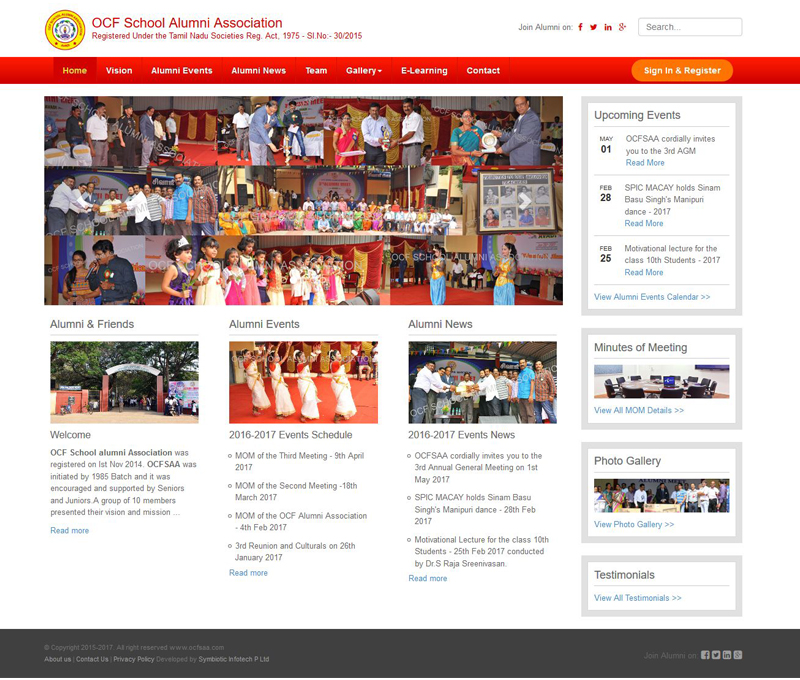 OCF School Alumni Association
Registered Under the Tamil Nadu Societies Reg. Act, 1975 - Sl.No:- 30/2015
Join Alumni on:
Search...
Home Vision Alumni Events Alumni News Team Gallery E-Learning Contact
Sign In & Register
OCF SCHOOL ALUMNI ASSOCIATION
Alumni & Friends
Welcome
OCF School alumni Association was
registered on Ist Nov 2014. OCFSAA was
initiated by 1985 Batch and it was
encouraged and supported by Seniors
and Juniors.A group of 10 members
presented their vision and mission ...
Read more
Alumni Events
2016-2017 Events Schedule
MOM of the Third Meeting - 9th April
2017
MOM of the Second Meeting -18th
March 2017
MOM of the OCF Alumni Association
- 4th Feb 2017
3rd Reunion and Culturals on 26th
January 2017
Read more
Alumni News
2016-2017 Events News
OCFSAA cordially invites you to the
3rd Annual General Meeting on 1st
May 2017
SPIC MACAY holds Sinam Basu
Singh's Manipuri dance - 28th Feb
2017
Motivational Lecture for the class 10th
Students - 25th Feb 2017 conducted
by Dr.S Raja Sreenivasan.
Read more
Upcoming Events
MAY
01
OCFSAA cordially invites
you to the 3rd AGM
Read More
FEB
28
SPIC MACAY holds Sinam
Basu Singh's Manipuri
dance - 2017
Read More
FEB
25
Motivational lecture for the
class 10th Students - 2017
Read More
View Alumni Events Calendar >>
Minutes of Meeting
View All MOM Details >>
Photo Gallery
View Photo Gallery >>
Testimonials
View All Testimonials >>
© Copyright 2015-2017. All right reserved www.ocfsaa.com
About us | Contact Us | Privacy Policy Developed by Symbiotic Infotech P Ltd
Join Alumni on: